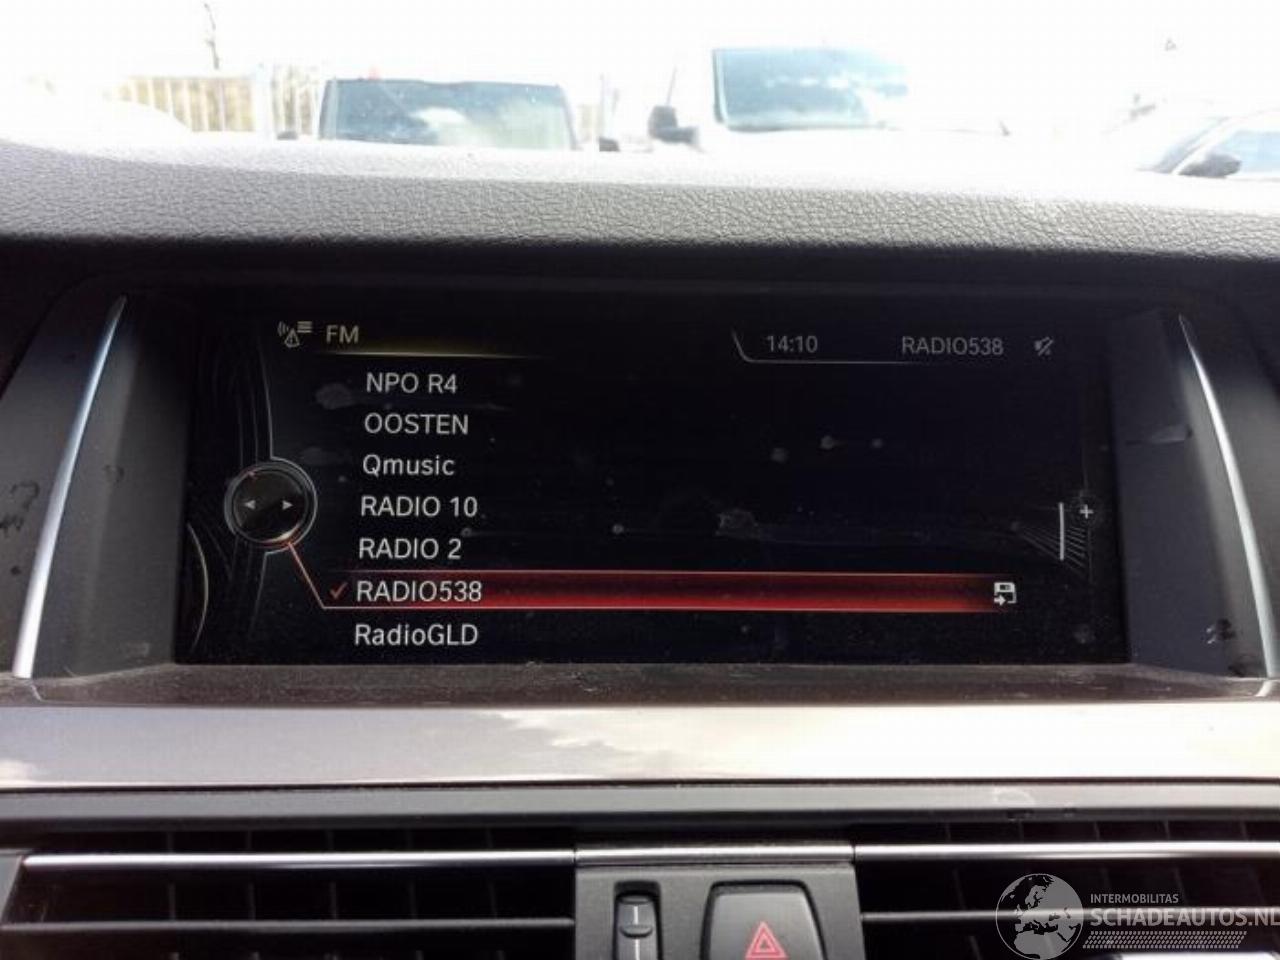 FM
14:10 RADIO538
NPO R4
OOSTEN
Qmusic
RADIO 10
RADIO 2
RADIO538
RadioGLD
INTERMOBILITAS
SCHADEAUTOS.NL